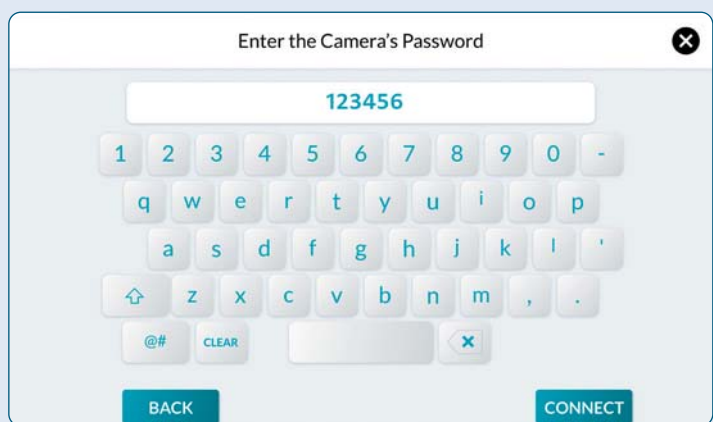 Enter the Camera's Password
123456
1 2 3 4 5 6 7 8 9 0 -
q w e r t y u i o p
a s d f g h j k l '
z x c v b n m , .
@# CLEAR
BACK CONNECT